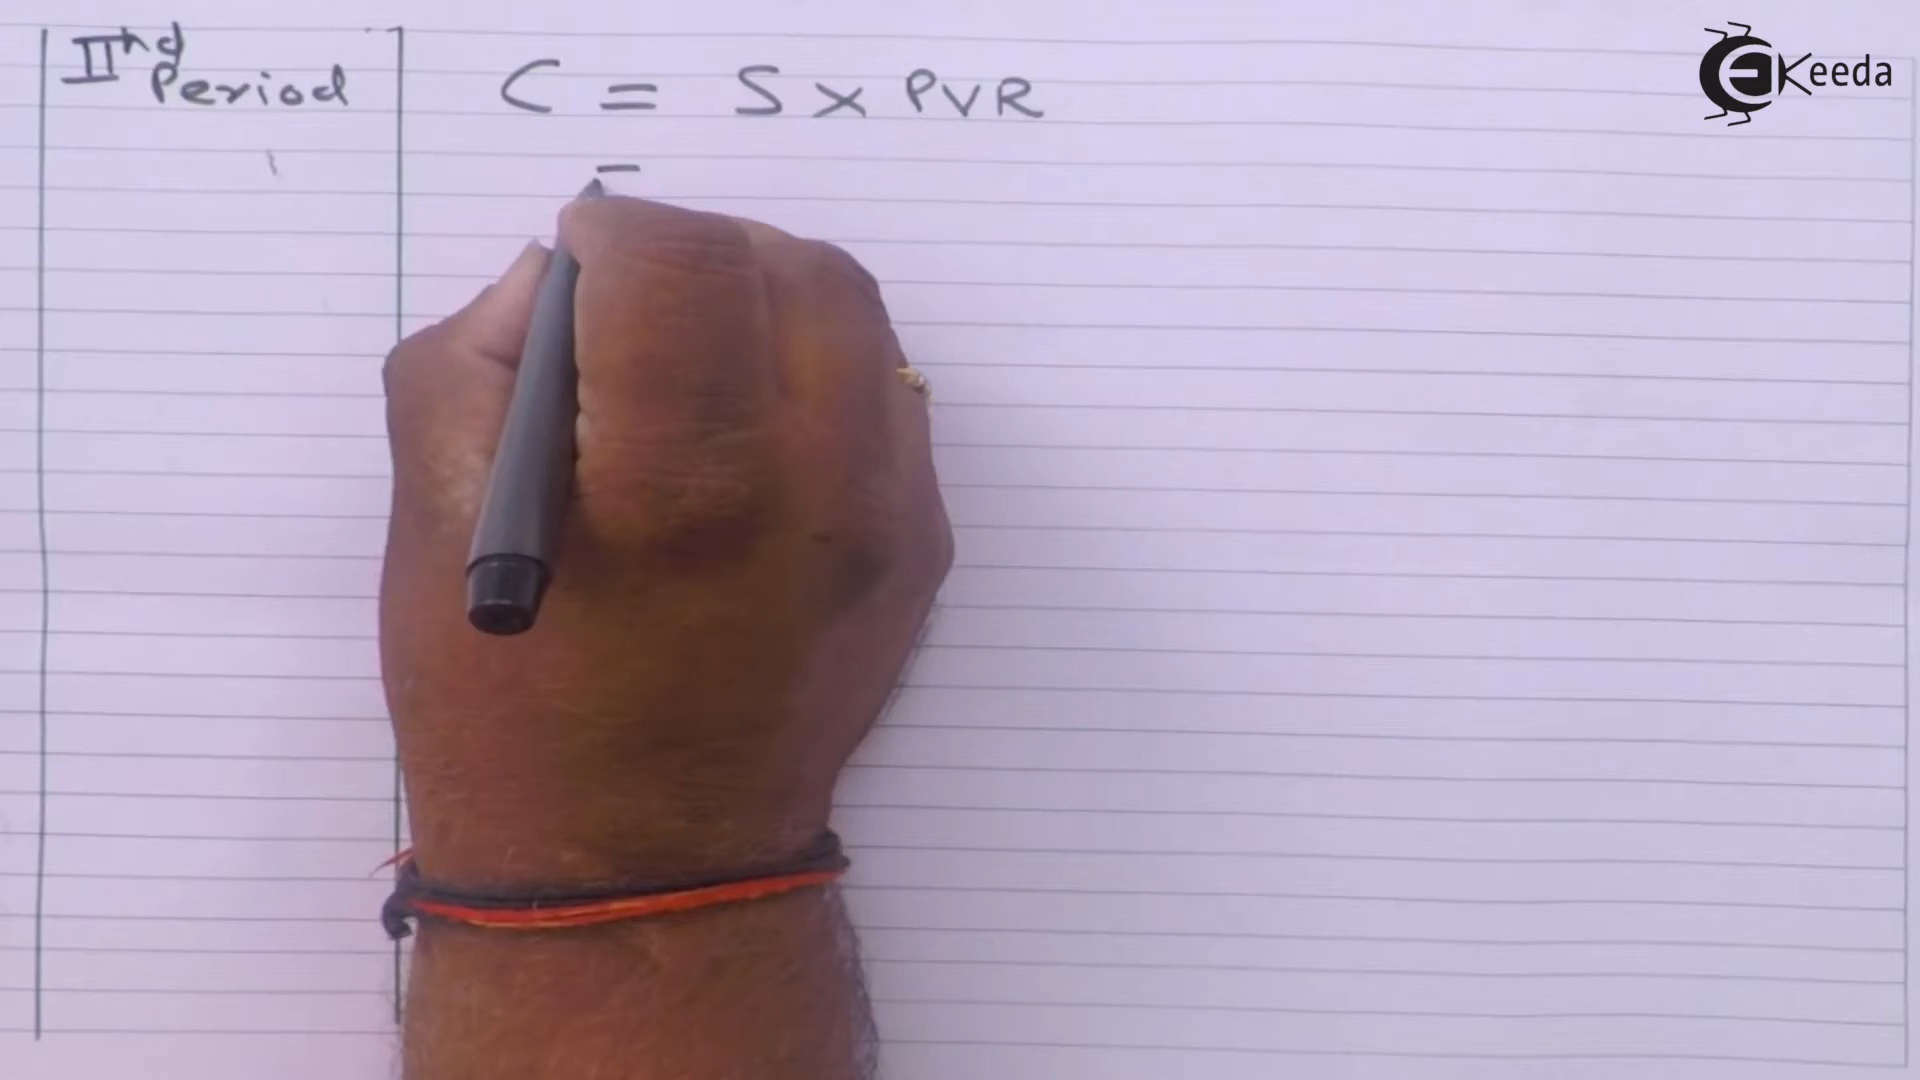 IInd Period
C = S × PVR
=
Keeda